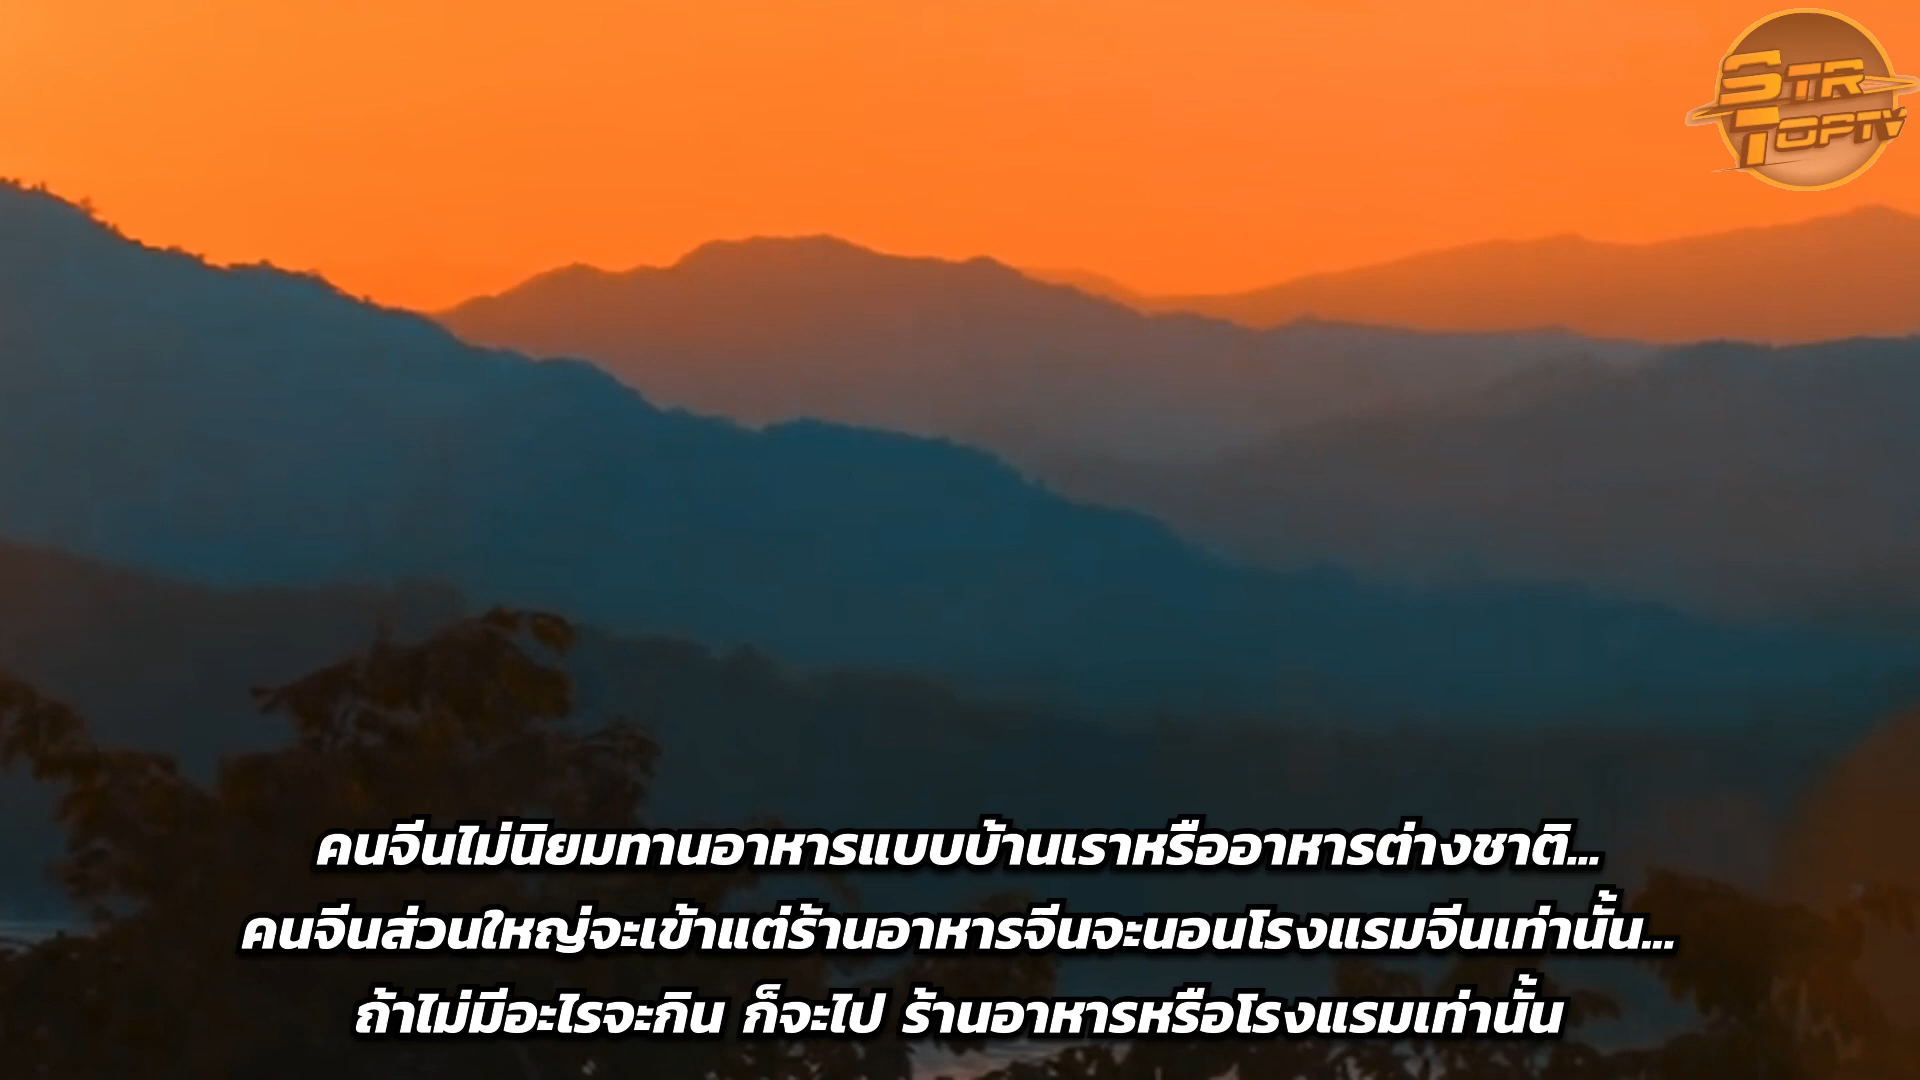 STR
TOPTV
คนจีนไม่นิยมทานอาหารแบบบ้านเราหรืออาหารต่างชาติ...
คนจีนส่วนใหญ่จะเข้าแต่ร้านอาหารจีนจะนอนโรงแรมจีนเท่านั้น...
ถ้าไม่มีอะไรจะกิน ก็จะไป ร้านอาหารหรือโรงแรมเท่านั้น